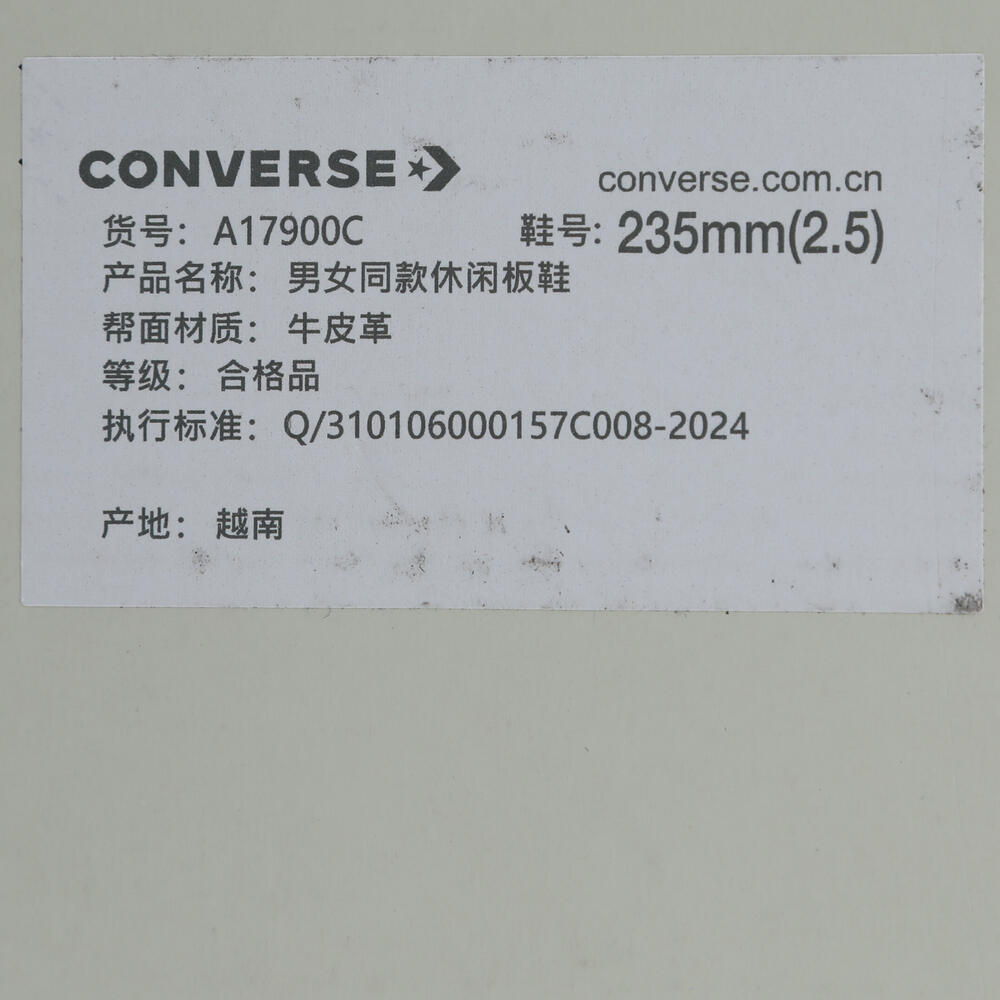 CONVERSE
converse.com.cn
货号: A17900C
鞋号: 235mm(2.5)
产品名称: 男女同款休闲板鞋
帮面材质: 牛皮革
等级: 合格品
执行标准: Q/310106000157C008-2024
产地: 越南